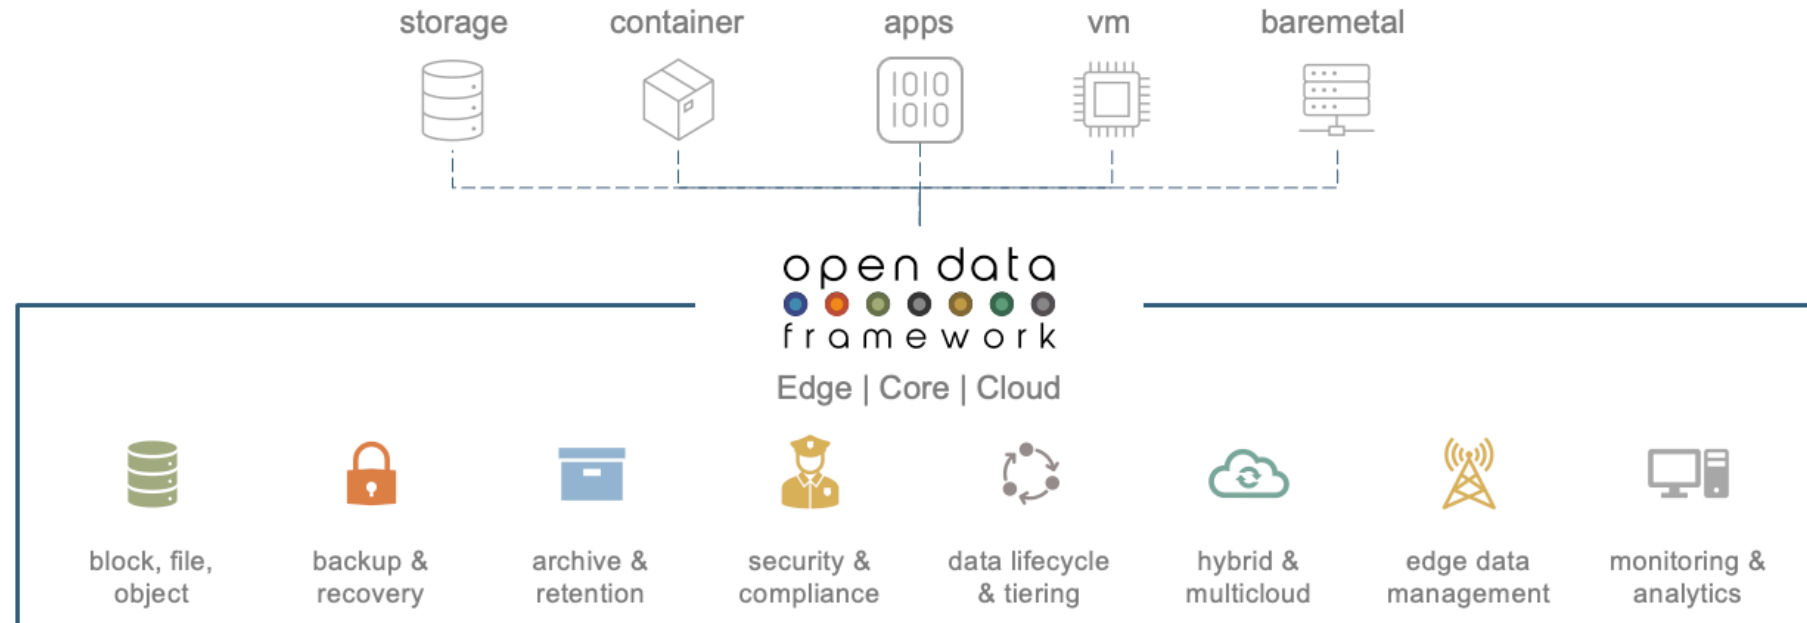 storage container apps vm baremetal
1010
1010
open data
framework
Edge | Core | Cloud
block, file, backup & archive & security & data lifecycle hybrid & edge data monitoring &
object recovery retention compliance & tiering multicloud management analytics